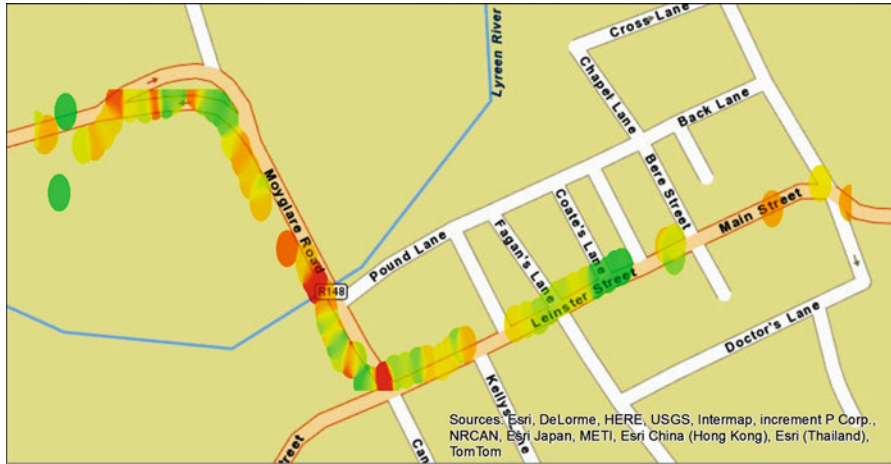 Cross Lane
Lyreen River
Chapel Lane
Back Lane
Bere Street
Moyglare Road
Pound Lane
Coate's Lane
Fagan's Lane
Main Street
R148
Leinster Street
Doctor's Lane
Kellys
treet
Can
Sources: Esri, DeLorme, HERE, USGS, Intermap, increment P Corp.,
NRCAN, Esri Japan, METI, Esri China (Hong Kong), Esri (Thailand),
TomTom